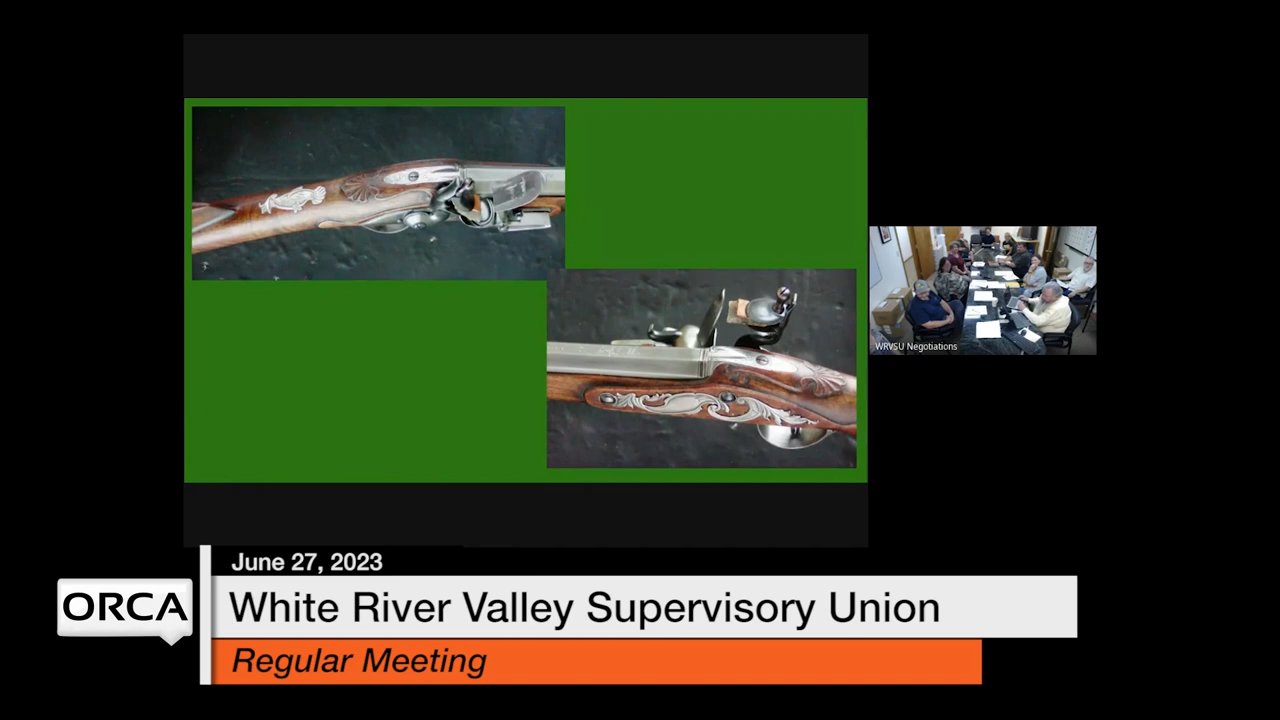 WRVSU Negotiations
June 27, 2023
ORCA
White River Valley Supervisory Union
Regular Meeting